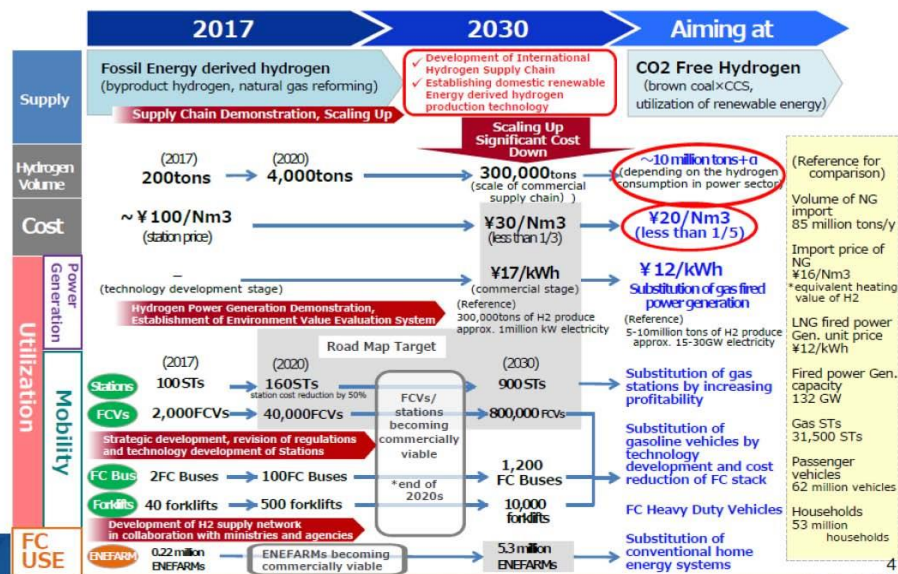 2017
2030
Aiming at
Supply
Fossil Energy derived hydrogen
(byproduct hydrogen, natural gas reforming)
✓ Development of International
Hydrogen Supply Chain
✓ Establishing domestic renewable
Energy derived hydrogen
production technology
CO2 Free Hydrogen
(brown coal×CCS,
utilization of renewable energy)
Supply Chain Demonstration, Scaling Up
Scaling Up
Significant Cost
Down
Hydrogen
Volume
(2017)
200tons
(2020)
4,000tons
300,000tons
(scale of commercial
supply chain)
~10 million tons+α
(depending on the hydrogen
consumption in power sector)
Cost
~¥100/Nm3
(station price)
¥30/Nm3
(less than 1/3)
¥20/Nm3
(less than 1/5)
Utilization
Power
Generation
–
(technology development stage)
¥17/kWh
(commercial stage)
¥12/kWh
Substitution of gas fired
power generation
Hydrogen Power Generation Demonstration,
Establishment of Environment Value Evaluation System
(Reference)
300,000tons of H2 produce
approx. 1million kW electricity
(Reference)
5-10million tons of H2 produce
approx. 15-30GW electricity
Road Map Target
Mobility
(2017)
(2020)
(2030)
Stations
100 STs
160STs
station cost reduction by 50%
900 STs
Substitution of gas
stations by increasing
profitability
FCVs
2,000FCVs
40,000FCVs
800,000 FCVs
FCVs/
stations
becoming
commercially
viable
*end of
2020s
Strategic development, revision of regulations
and technology development of Stations
Substitution of
gasoline vehicles by
technology
development and cost
reduction of FC stack
FC Bus
2FC Buses
100FC Buses
1,200
FC Buses
Forklifts
40 forklifts
500 forklifts
10,000
forklifts
FC Heavy Duty Vehicles
Development of H2 supply network
in collaboration with ministries and agencies
FC
USE
ENEFARM
0.22 million
ENEFARMs
ENEFARMs becoming
commercially viable
5.3 million
ENEFARMs
Substitution of
conventional home
energy systems
(Reference for
comparison)
Volume of NG
import
85 million tons/y
Import price of
NG
¥16/Nm3
*equivalent heating
value of H2
LNG fired power
Gen. unit price
¥12/kWh
Fired power Gen.
capacity
132 GW
Gas STs
31,500 STs
Passenger
vehicles
62 million vehicles
Households
53 million
households
4